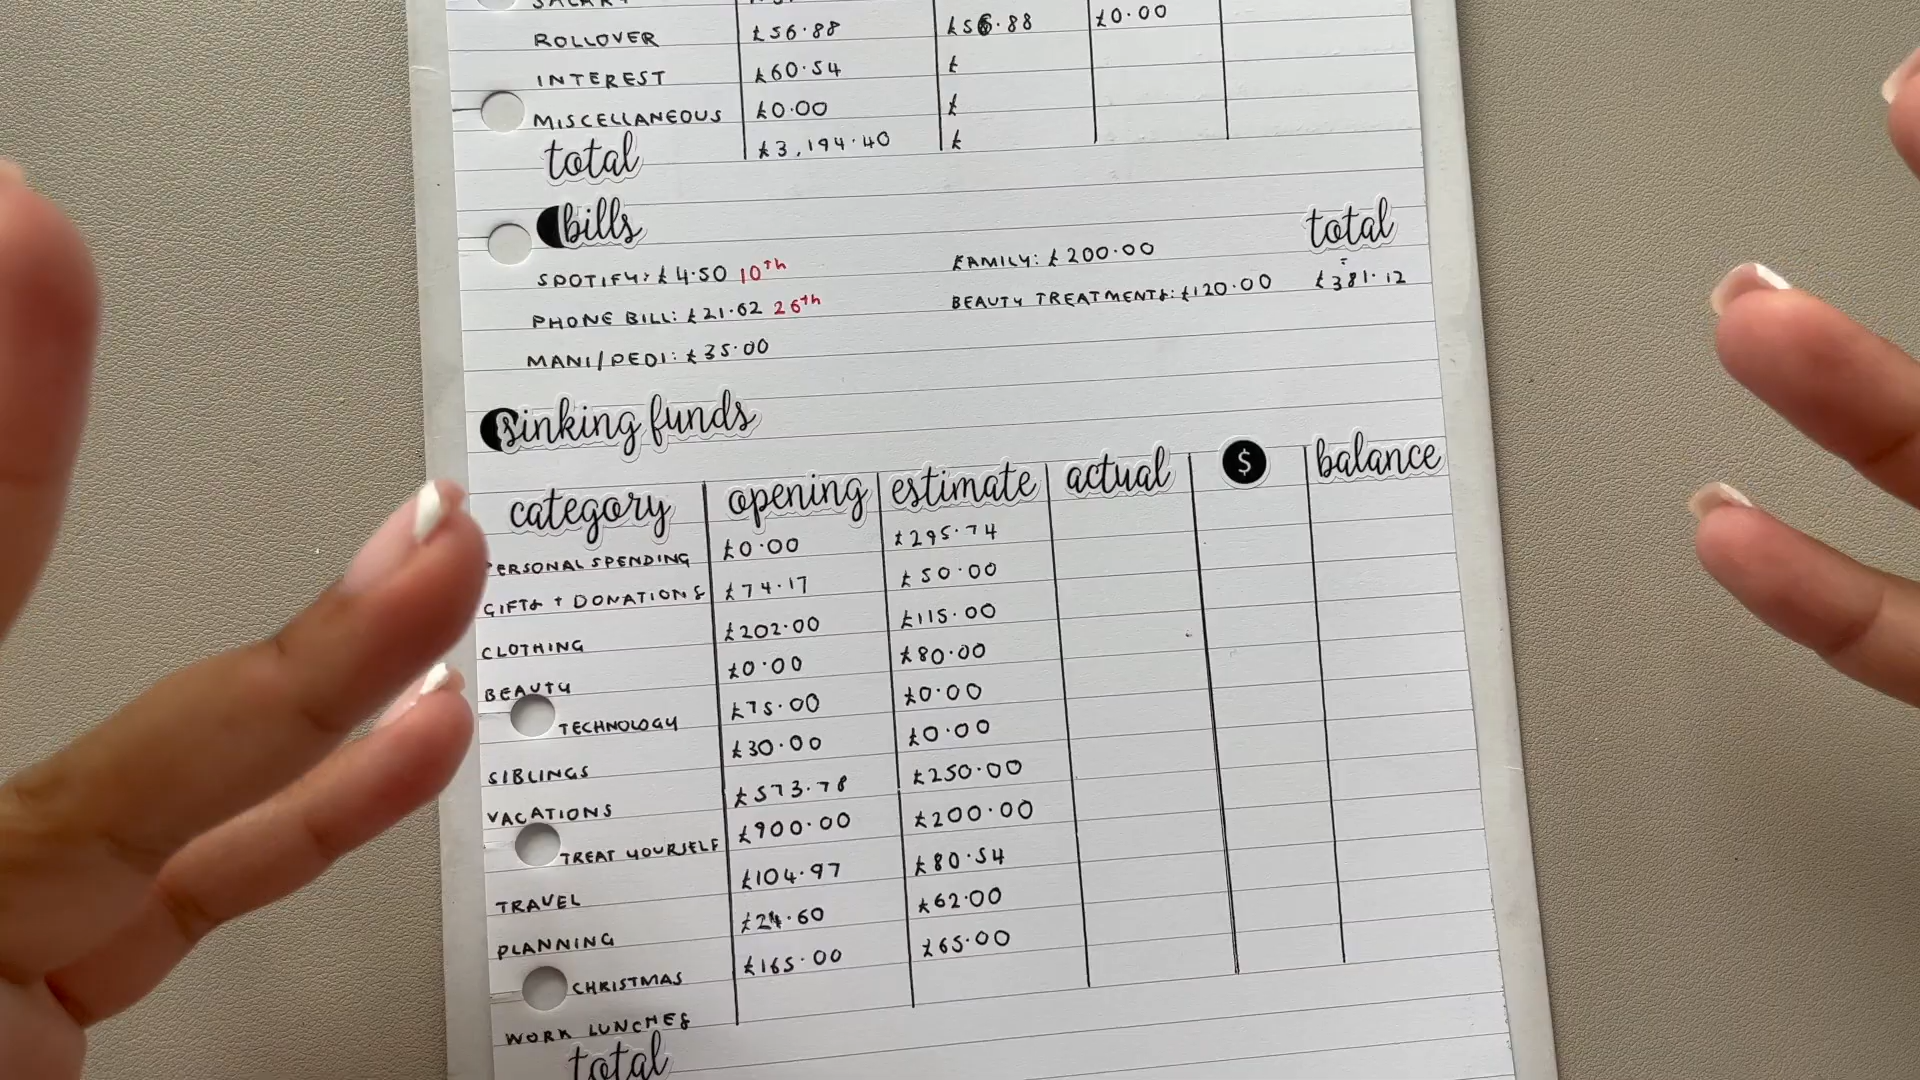 ROLLOVER £56.88 £56.88 £0.00
INTEREST £60.54 £
MISCELLANEOUS £0.00 £
total £3,194.40 £
bills total
SPOTIFY: £4.50 10TH FAMILY: £200.00 £381.12
PHONE BILL: £21.62 26th BEAUTY TREATMENTS: £120.00
MANI/PEDI: £35.00
sinking funds
category opening estimate actual $ balance
PERSONAL SPENDING £0.00 £295.74
GIFTS + DONATIONS £74.17 £50.00
CLOTHING £202.00 £115.00
BEAUTY £0.00 £80.00
TECHNOLOGY £75.00 £0.00
SIBLINGS £30.00 £0.00
VACATIONS £573.78 £250.00
TREAT YOURSELF £900.00 £200.00
TRAVEL £104.97 £80.54
PLANNING £24.60 £62.00
CHRISTMAS £165.00 £65.00
WORK LUNCHES
total